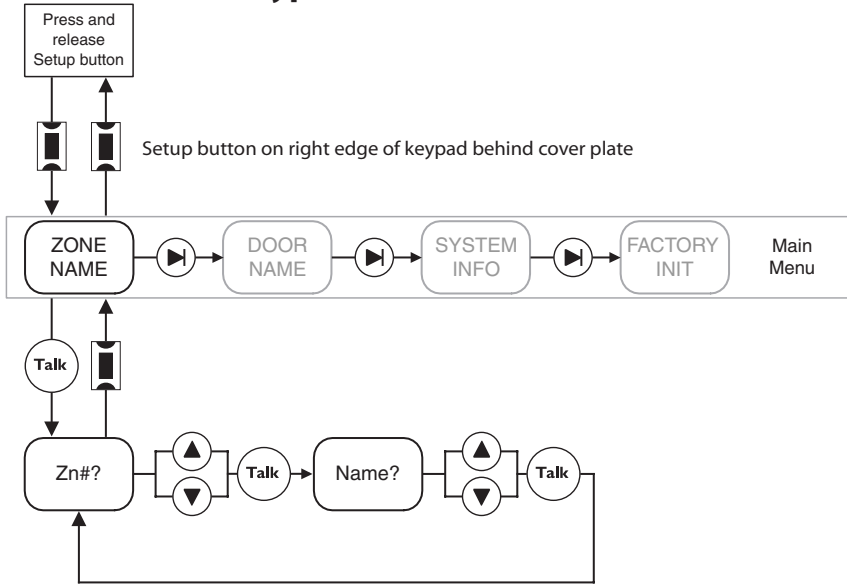 Press and
release
Setup button
Setup button on right edge of keypad behind cover plate
ZONE
NAME
DOOR
NAME
SYSTEM
INFO
FACTORY
INIT
Main
Menu
Talk
Zn#?
Talk
Name?
Talk